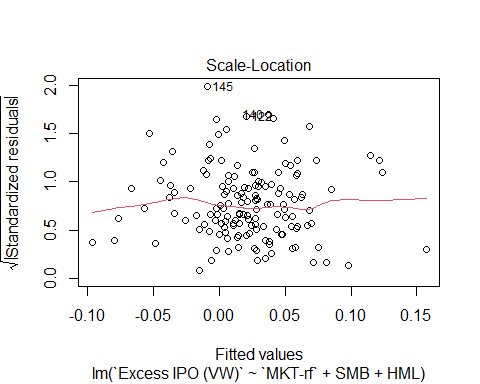 Scale-Location
√|Standardized residuals|
2.0
1.5
1.0
0.5
0.0
145
122
-0.10 -0.05 0.00 0.05 0.10 0.15
Fitted values
lm(`Excess IPO (VW)` ~ `MKT-rf` + SMB + HML)